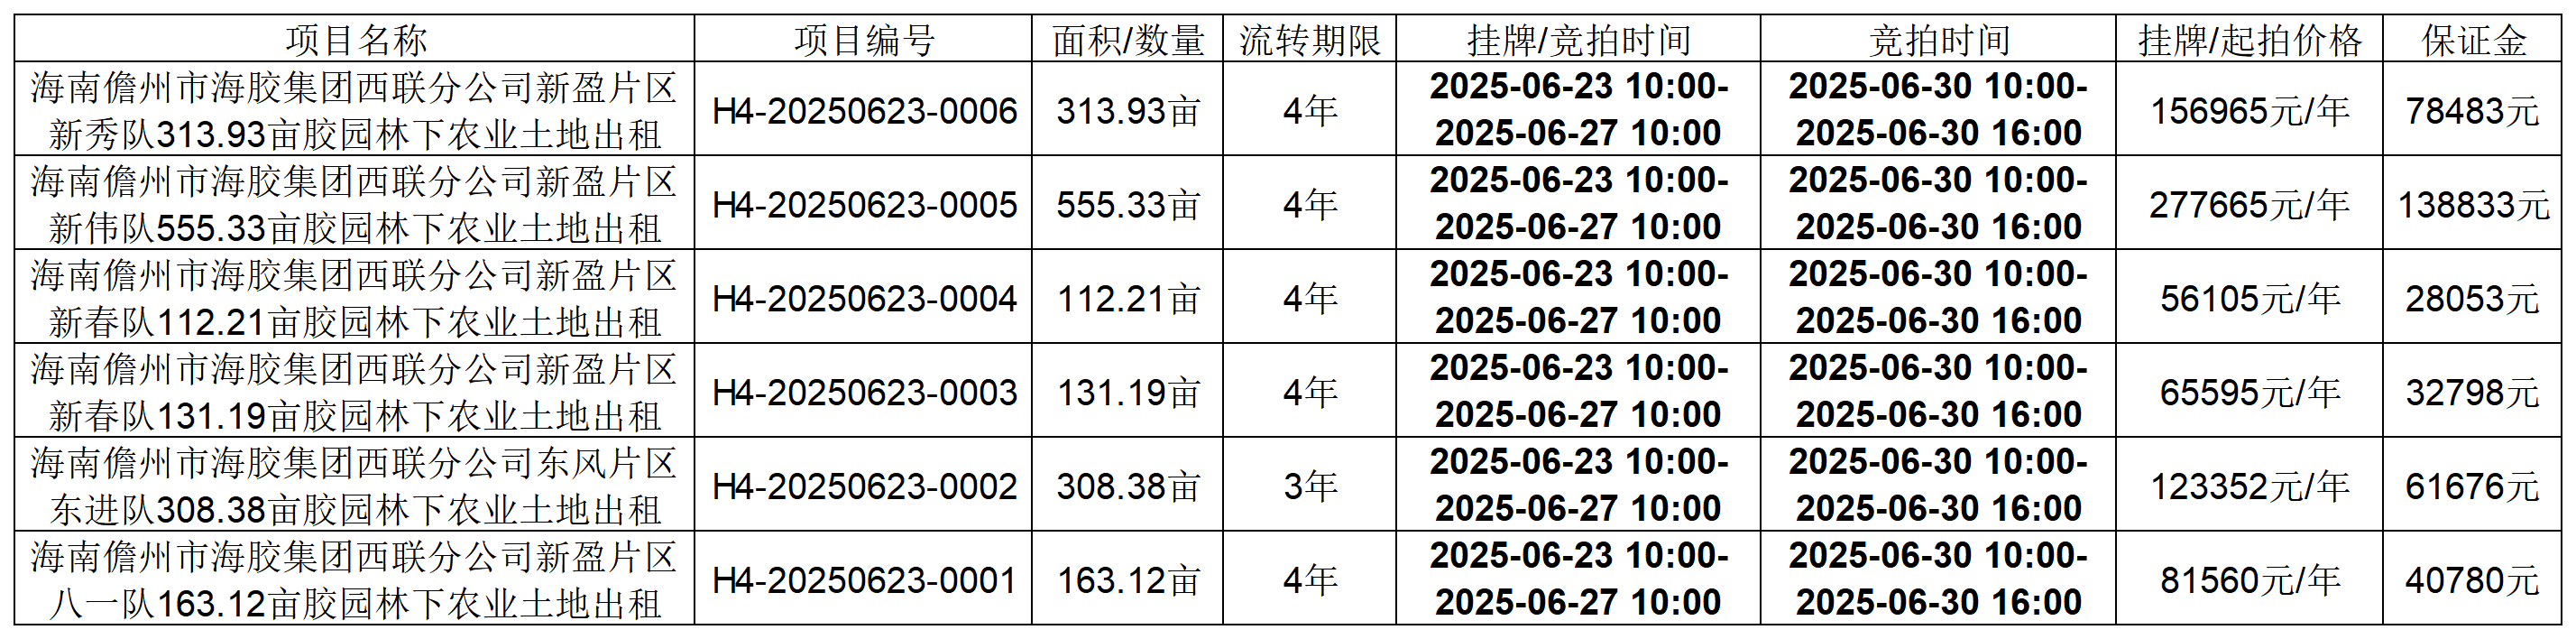 项目名称 项目编号 面积/数量 流转期限 挂牌/竞拍时间 竞拍时间 挂牌/起拍价格 保证金
海南儋州市海胶集团西联分公司新盈片区
新秀队313.93亩胶园林下农业土地出租
H4-20250623-0006
313.93亩
4年
2025-06-23 10:00-
2025-06-27 10:00
2025-06-30 10:00-
2025-06-30 16:00
156965元/年
78483元
海南儋州市海胶集团西联分公司新盈片区
新伟队555.33亩胶园林下农业土地出租
H4-20250623-0005
555.33亩
4年
2025-06-23 10:00-
2025-06-27 10:00
2025-06-30 10:00-
2025-06-30 16:00
277665元/年
138833元
海南儋州市海胶集团西联分公司新盈片区
新春队112.21亩胶园林下农业土地出租
H4-20250623-0004
112.21亩
4年
2025-06-23 10:00-
2025-06-27 10:00
2025-06-30 10:00-
2025-06-30 16:00
56105元/年
28053元
海南儋州市海胶集团西联分公司新盈片区
新春队131.19亩胶园林下农业土地出租
H4-20250623-0003
131.19亩
4年
2025-06-23 10:00-
2025-06-27 10:00
2025-06-30 10:00-
2025-06-30 16:00
65595元/年
32798元
海南儋州市海胶集团西联分公司东风片区
东进队308.38亩胶园林下农业土地出租
H4-20250623-0002
308.38亩
3年
2025-06-23 10:00-
2025-06-27 10:00
2025-06-30 10:00-
2025-06-30 16:00
123352元/年
61676元
海南儋州市海胶集团西联分公司新盈片区
八一队163.12亩胶园林下农业土地出租
H4-20250623-0001
163.12亩
4年
2025-06-23 10:00-
2025-06-27 10:00
2025-06-30 10:00-
2025-06-30 16:00
81560元/年
40780元